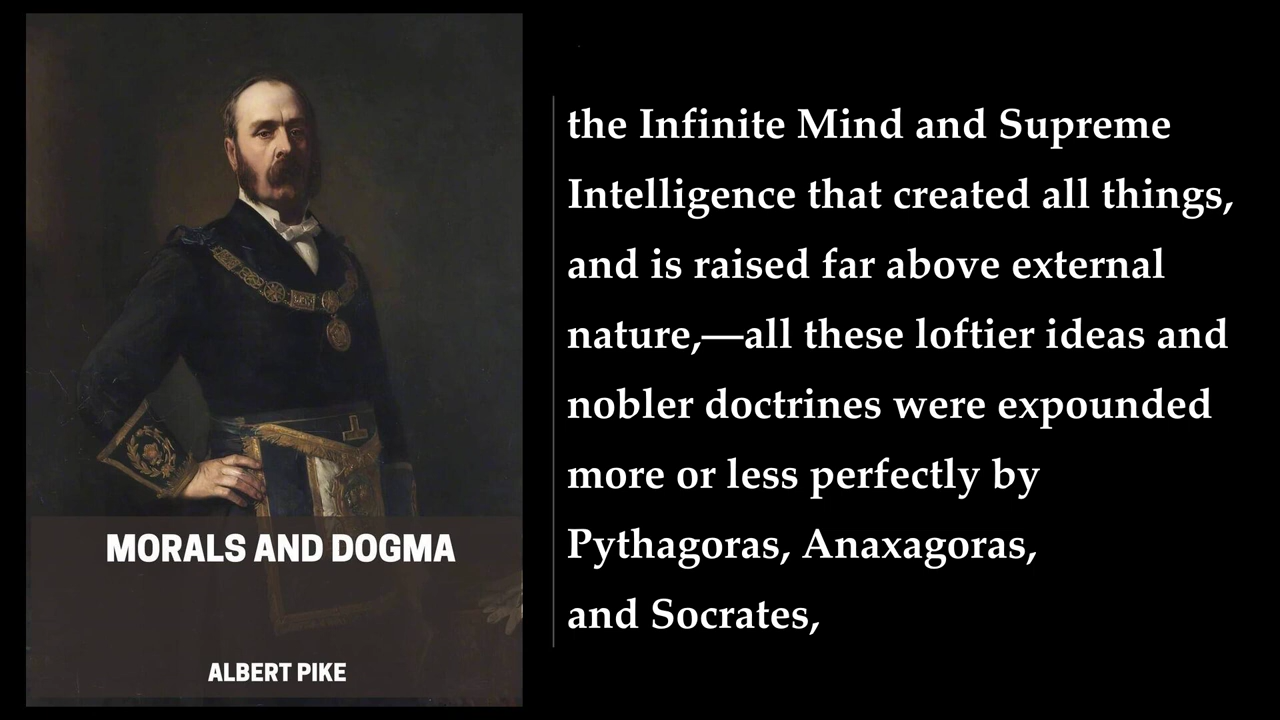 MORALS AND DOGMA
ALBERT PIKE
the Infinite Mind and Supreme
Intelligence that created all things,
and is raised far above external
nature,—all these loftier ideas and
nobler doctrines were expounded
more or less perfectly by
Pythagoras, Anaxagoras,
and Socrates,